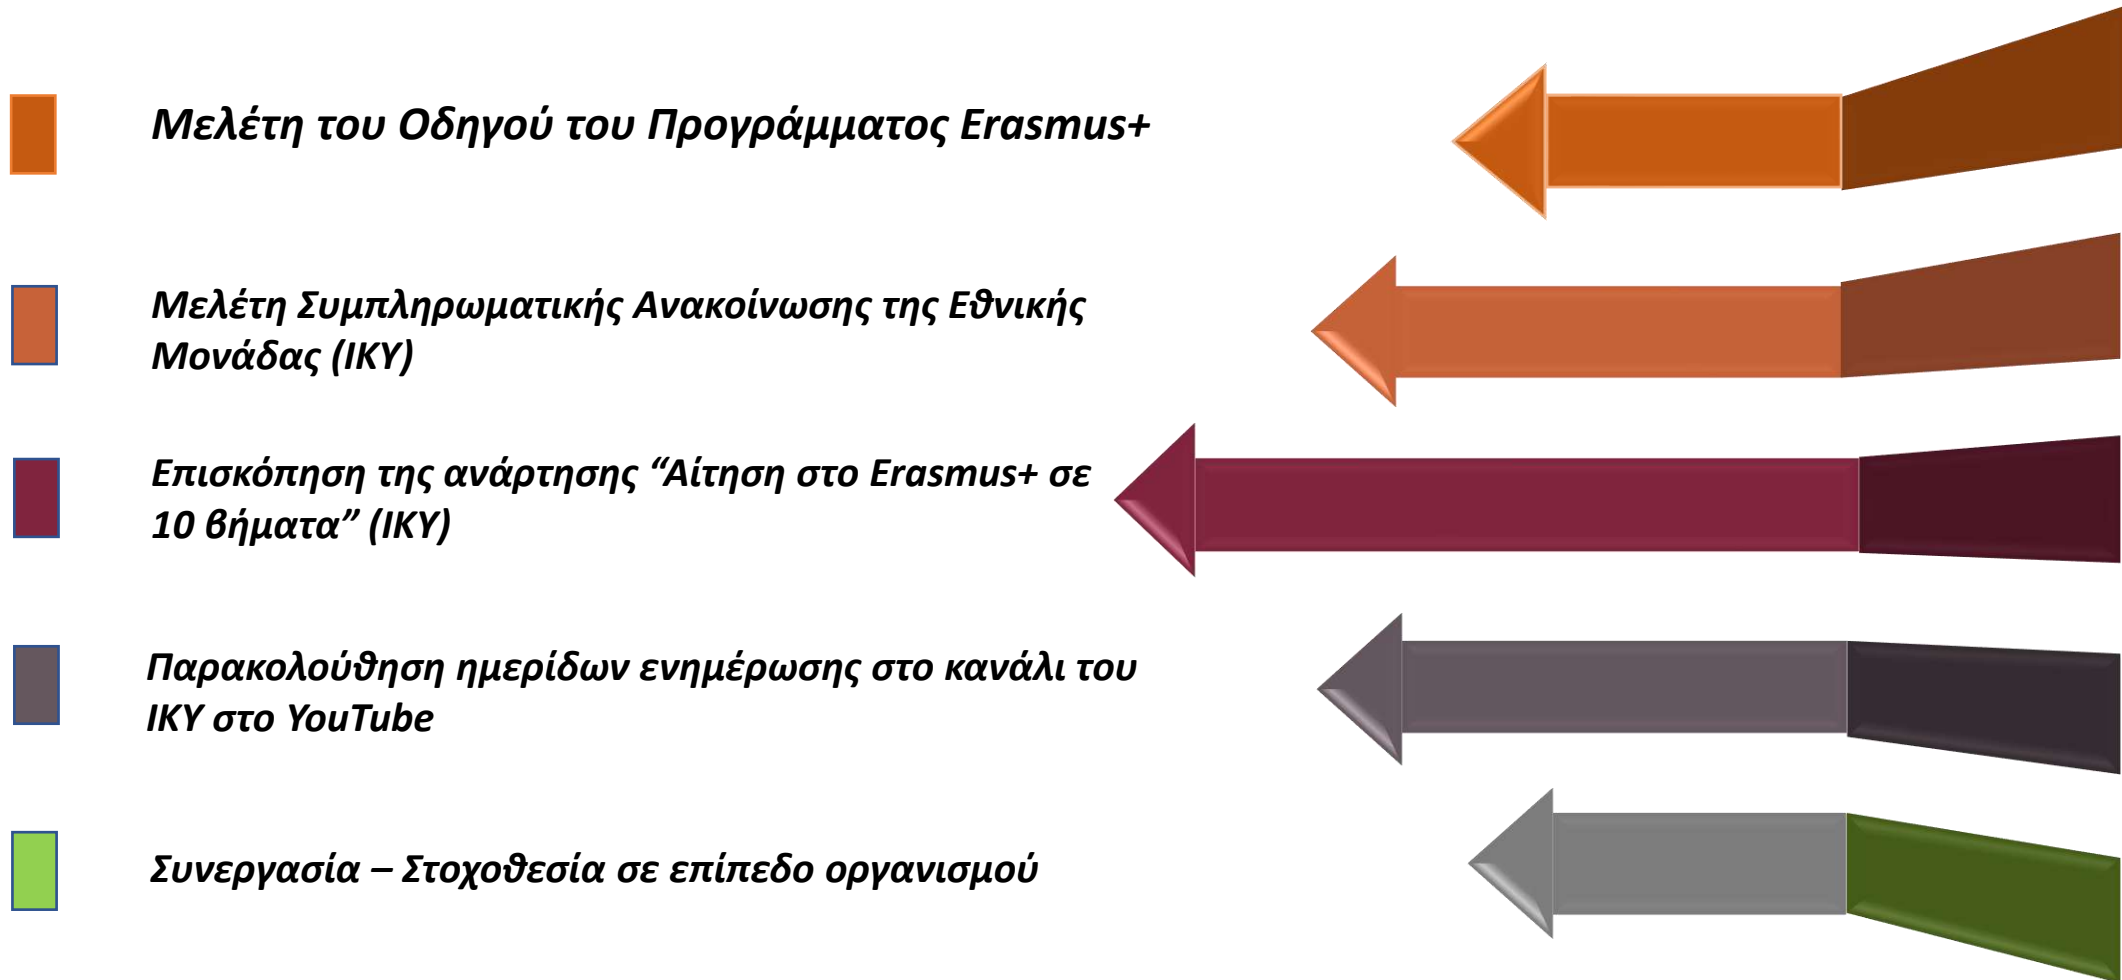 Μελέτη του Οδηγού του Προγράμματος Erasmus+
Μελέτη Συμπληρωματικής Ανακοίνωσης της Εθνικής
Μονάδας (ΙΚΥ)
Επισκόπηση της ανάρτησης “Αίτηση στο Erasmus+ σε
10 βήματα” (ΙΚΥ)
Παρακολούθηση ημερίδων ενημέρωσης στο κανάλι του
ΙΚΥ στο YouTube
Συνεργασία – Στοχοθεσία σε επίπεδο οργανισμού